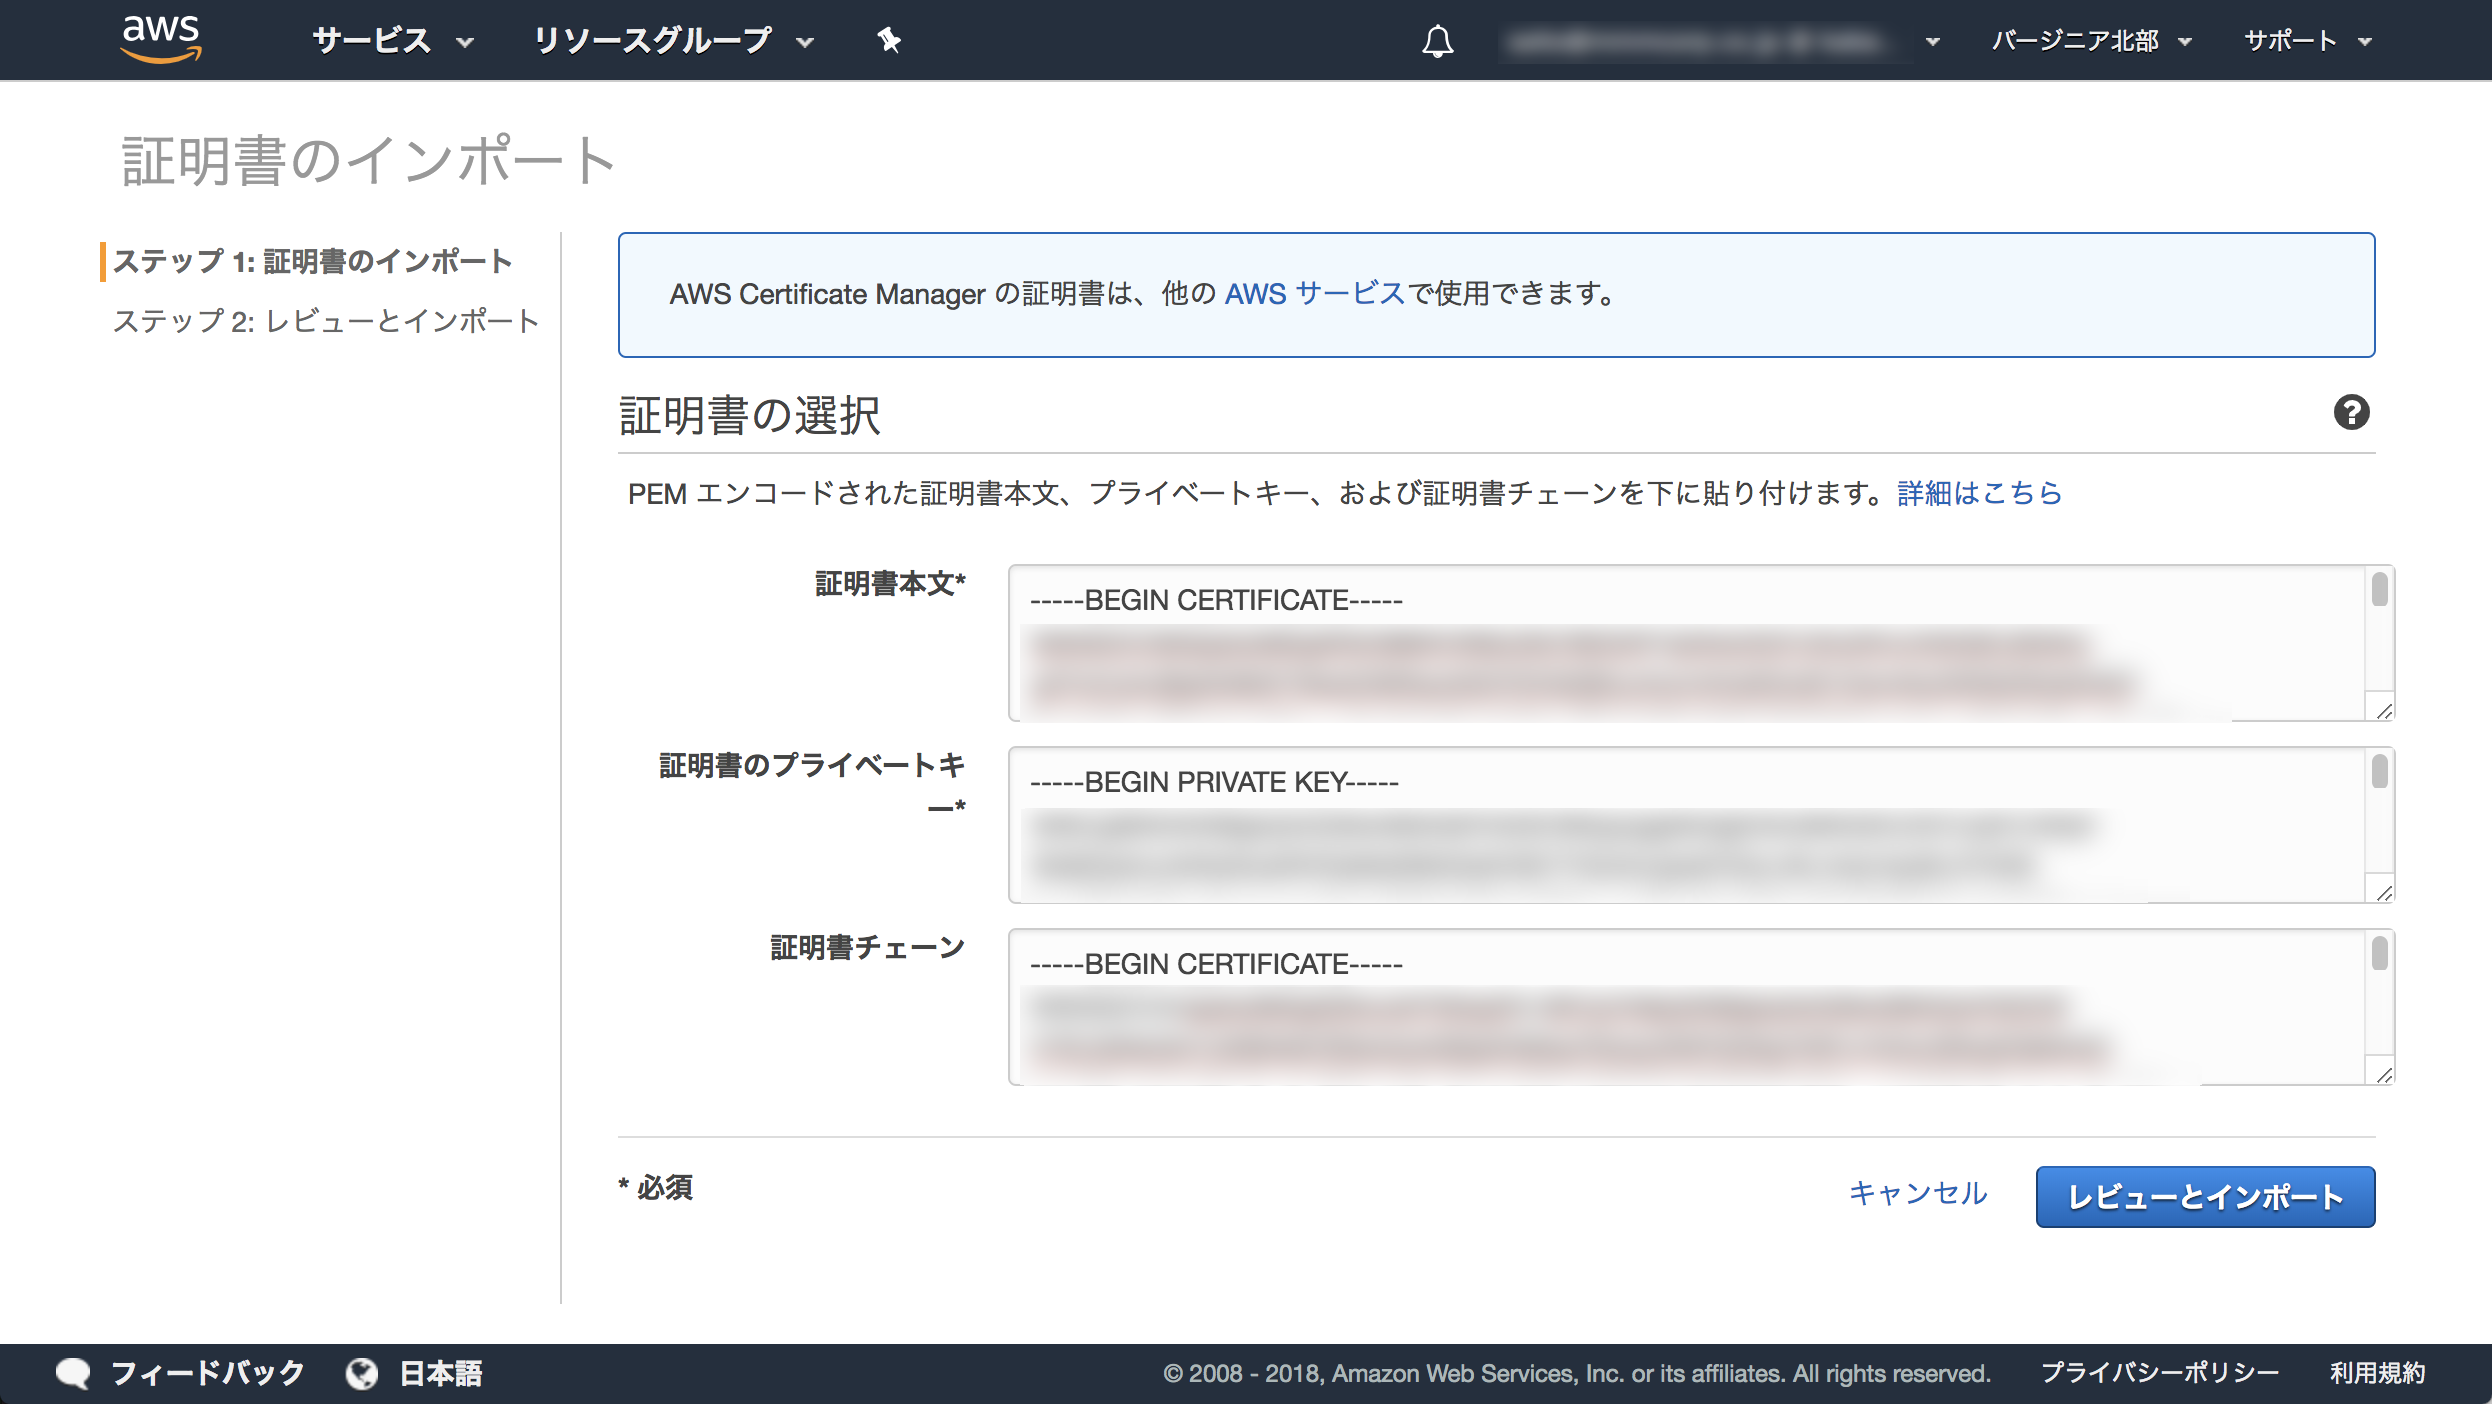 aws
サービス
リソースグループ
バージニア北部
サポート
証明書のインポート
ステップ 1: 証明書のインポート
ステップ 2: レビューとインポート
AWS Certificate Manager の証明書は、他の AWS サービスで使用できます。
証明書の選択
?
PEM エンコードされた証明書本文、プライベートキー、および証明書チェーンを下に貼り付けます。詳細はこちら
証明書本文*
-----BEGIN CERTIFICATE-----
証明書のプライベートキ
ー*
-----BEGIN PRIVATE KEY-----
証明書チェーン
-----BEGIN CERTIFICATE-----
* 必須
キャンセル
レビューとインポート
フィードバック
日本語
© 2008 - 2018, Amazon Web Services, Inc. or its affiliates. All rights reserved.
プライバシーポリシー
利用規約